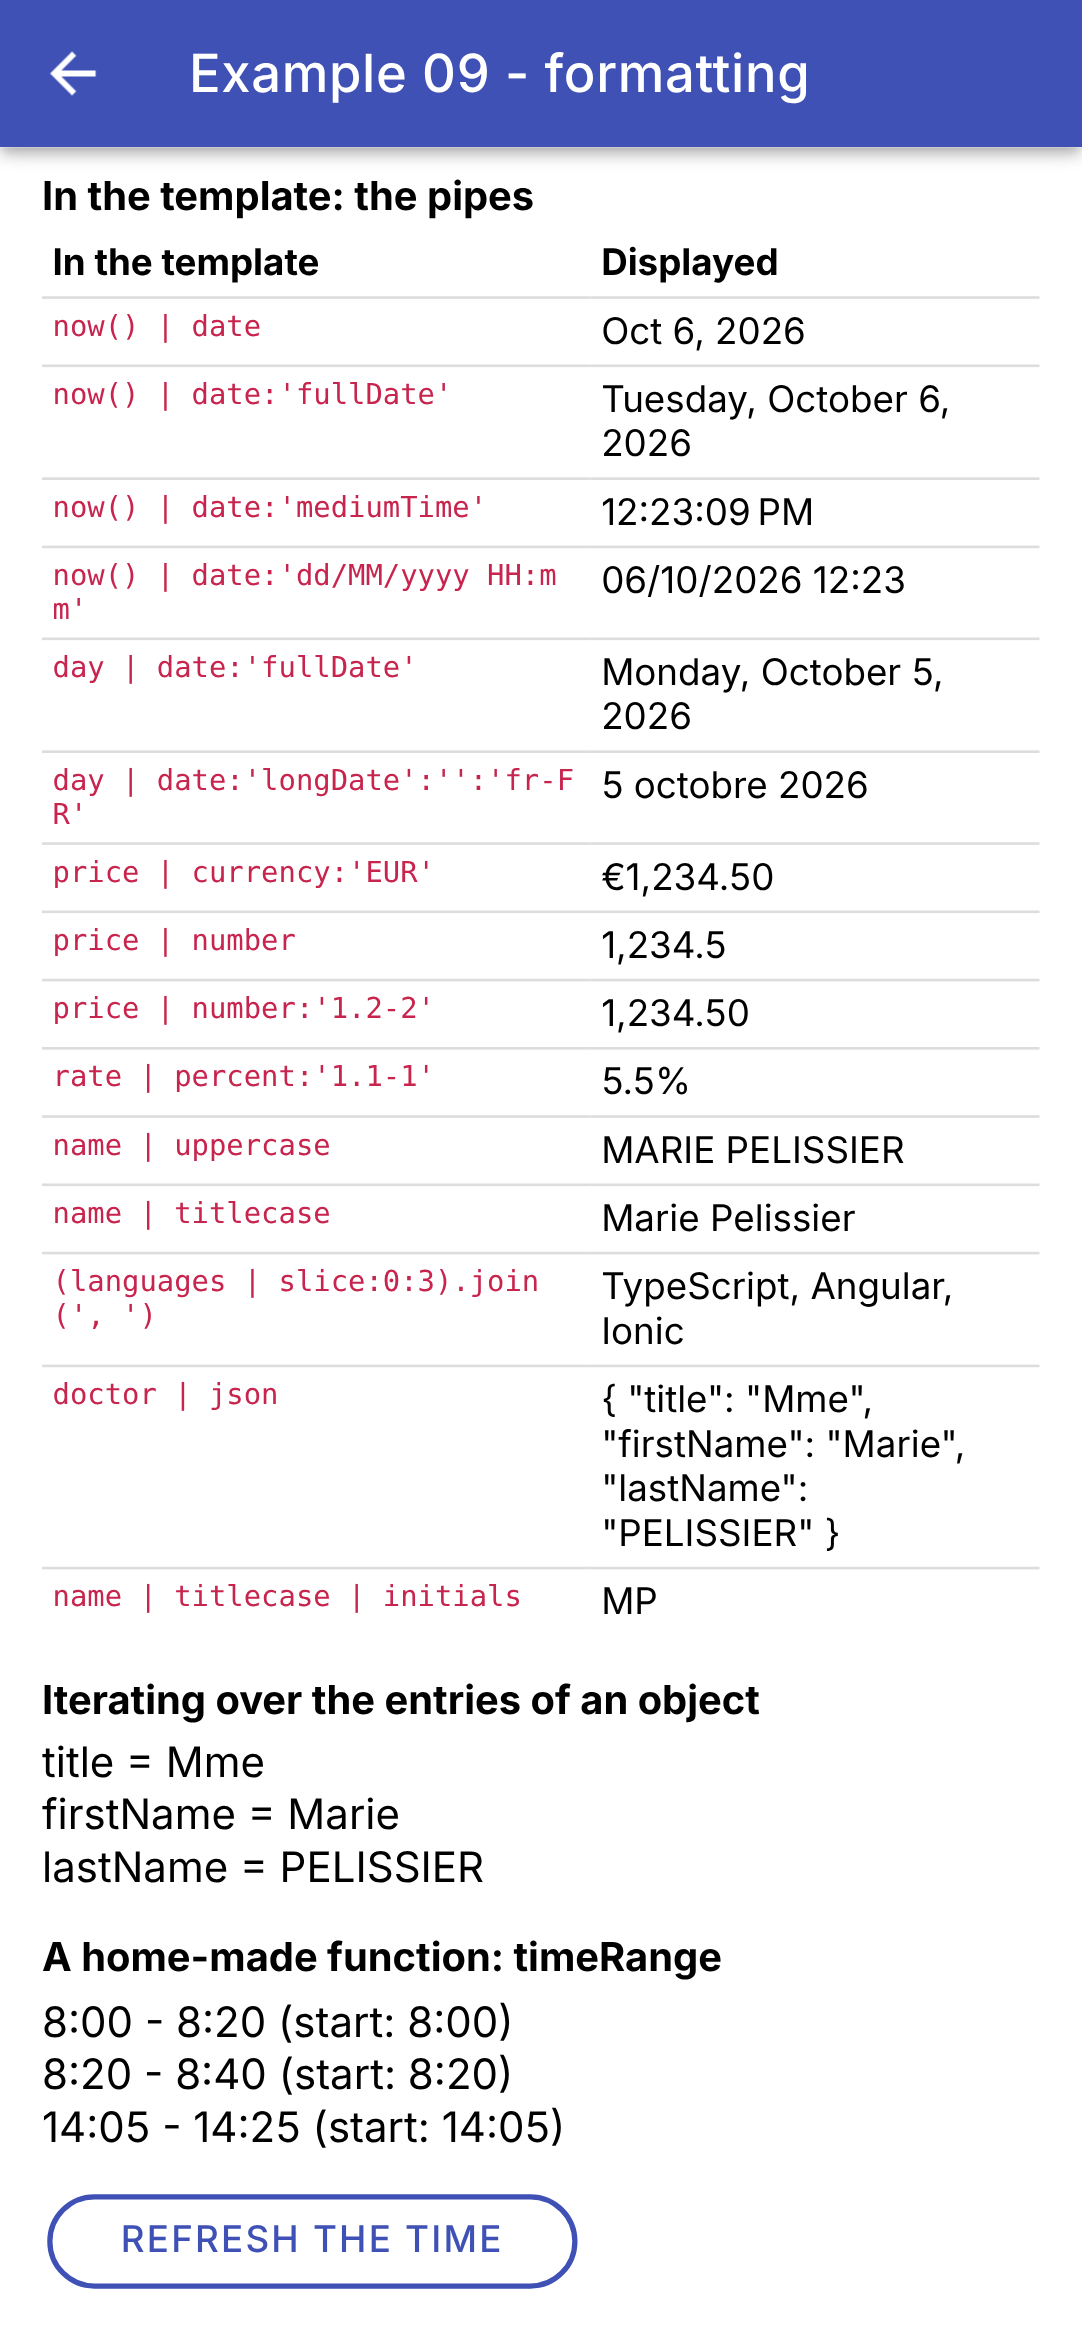 Example 09 - formatting
In the template: the pipes
In the template Displayed
now() | date Oct 6, 2026
now() | date:'fullDate' Tuesday, October 6,
2026
now() | date:'mediumTime' 12:23:09 PM
now() | date:'dd/MM/yyyy HH:m 06/10/2026 12:23
m'
day | date:'fullDate' Monday, October 5,
2026
day | date:'longDate':'':'fr-F 5 octobre 2026
R'
price | currency:'EUR' €1,234.50
price | number 1,234.5
price | number:'1.2-2' 1,234.50
rate | percent:'1.1-1' 5.5%
name | uppercase MARIE PELISSIER
name | titlecase Marie Pelissier
(languages | slice:0:3).join TypeScript, Angular,
(', ') Ionic
doctor | json { "title": "Mme",
"firstName": "Marie",
"lastName":
"PELISSIER" }
name | titlecase | initials MP
Iterating over the entries of an object
title = Mme
firstName = Marie
lastName = PELISSIER
A home-made function: timeRange
8:00 - 8:20 (start: 8:00)
8:20 - 8:40 (start: 8:20)
14:05 - 14:25 (start: 14:05)
REFRESH THE TIME